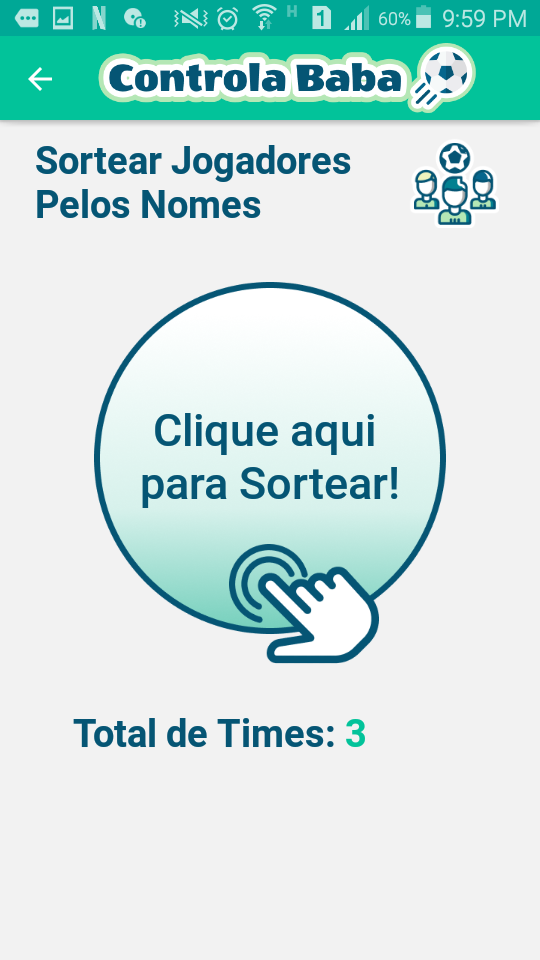 H 1 60% 9:59 PM
Controla Baba
Sortear Jogadores
Pelos Nomes
Clique aqui
para Sortear!
Total de Times: 3